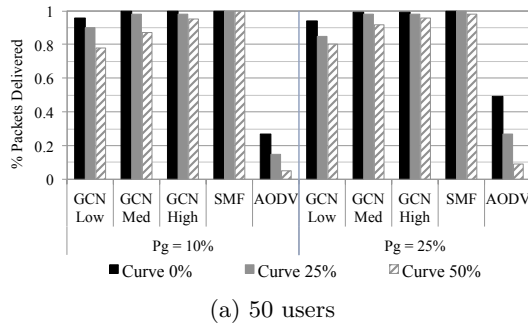 1
0.8
0.6
0.4
0.2
0
% Packets Delivered
GCN Low GCN Med GCN High SMF AODV GCN Low GCN Med GCN High SMF AODV
Pg = 10% Pg = 25%
Curve 0% Curve 25% Curve 50%
(a) 50 users